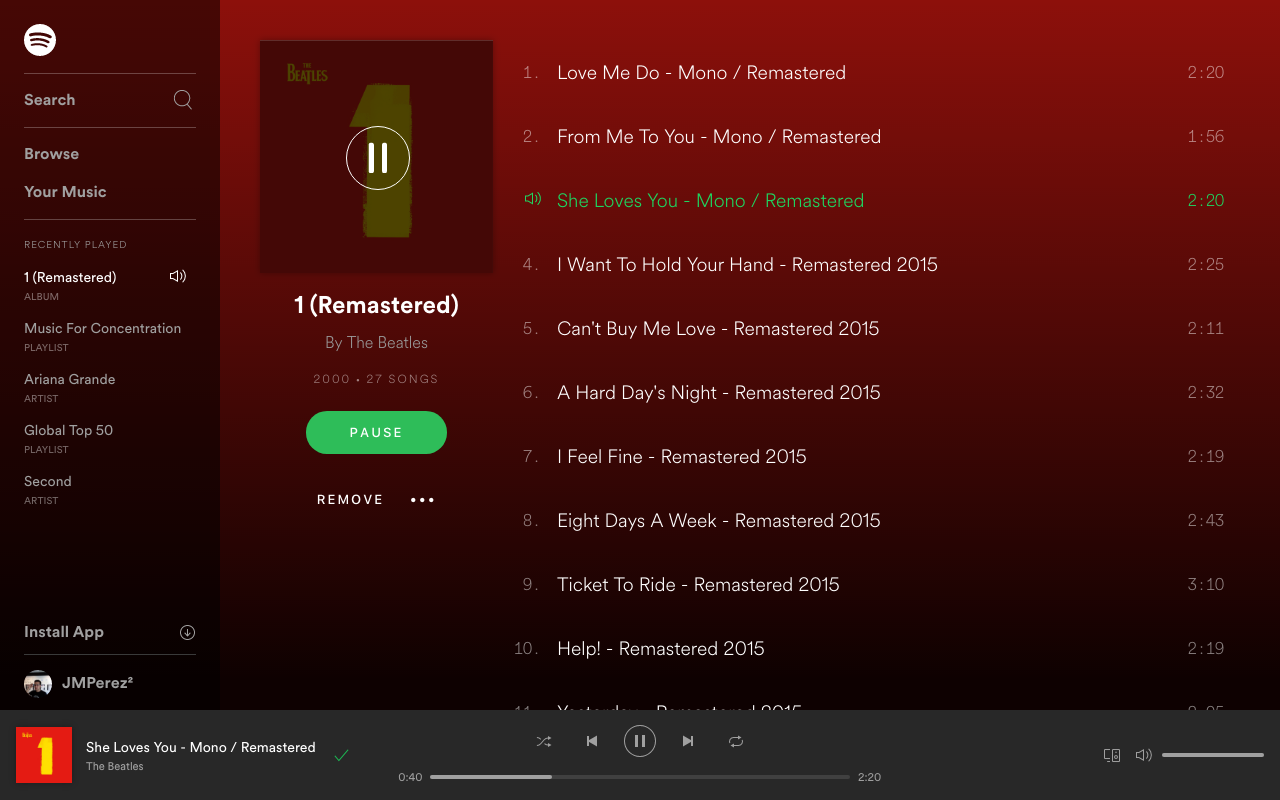 Search
Browse
Your Music
RECENTLY PLAYED
1 (Remastered)
ALBUM
Music For Concentration
PLAYLIST
Ariana Grande
ARTIST
Global Top 50
PLAYLIST
Second
ARTIST
Install App
JMPerez²
THE
BEATLES
1
1 (Remastered)
By The Beatles
2000 • 27 SONGS
PAUSE
REMOVE
1. Love Me Do - Mono / Remastered 2:20
2. From Me To You - Mono / Remastered 1:56
She Loves You - Mono / Remastered 2:20
4. I Want To Hold Your Hand - Remastered 2015 2:25
5. Can't Buy Me Love - Remastered 2015 2:11
6. A Hard Day's Night - Remastered 2015 2:32
7. I Feel Fine - Remastered 2015 2:19
8. Eight Days A Week - Remastered 2015 2:43
9. Ticket To Ride - Remastered 2015 3:10
10. Help! - Remastered 2015 2:19
11. Yesterday - Remastered 2015
1
She Loves You - Mono / Remastered
The Beatles
0:40 2:20